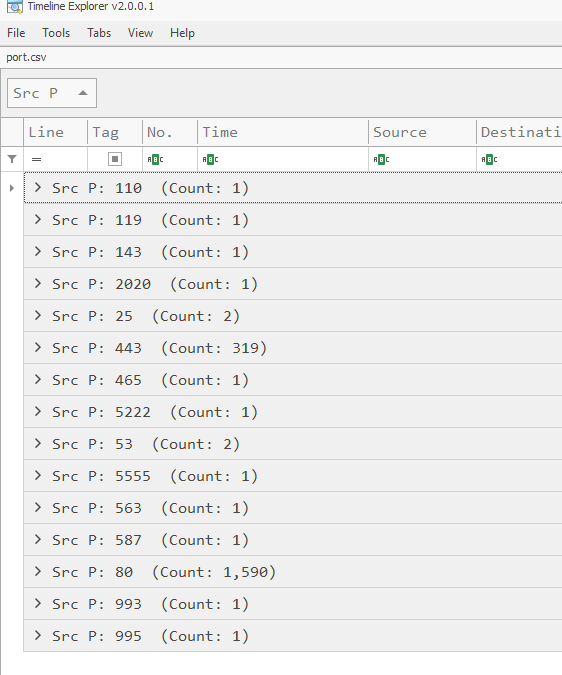 Timeline Explorer v2.0.0.1
File Tools Tabs View Help
port.csv
Src P
Line Tag No. Time Source Destinati
= ABC ABC ABC ABC
Src P: 110 (Count: 1)
Src P: 119 (Count: 1)
Src P: 143 (Count: 1)
Src P: 2020 (Count: 1)
Src P: 25 (Count: 2)
Src P: 443 (Count: 319)
Src P: 465 (Count: 1)
Src P: 5222 (Count: 1)
Src P: 53 (Count: 2)
Src P: 5555 (Count: 1)
Src P: 563 (Count: 1)
Src P: 587 (Count: 1)
Src P: 80 (Count: 1,590)
Src P: 993 (Count: 1)
Src P: 995 (Count: 1)